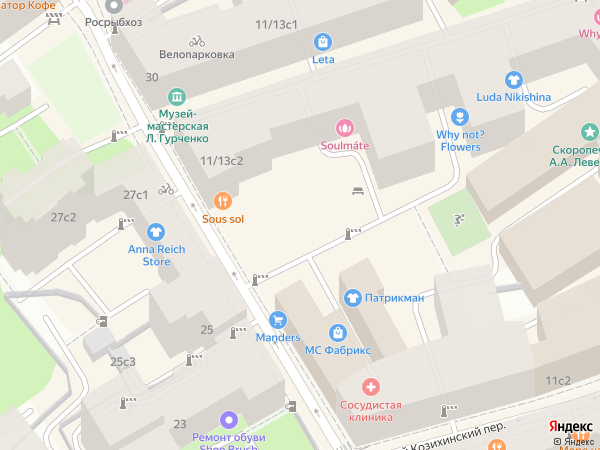 атор Кофе
Росрыбхоз
11/13с1
Why
Велопарковка
Leta
30
Luda Nikishina
Музей-
мастерская
Л. Гурченко
Why not?
Flowers
Soulmáte
Скоропе
А.А. Леве
11/13с2
27с1
27с2
Sous sol
Anna Reich
Store
Патрикман
25
Manders
МС Фабрикс
25с3
11с2
Сосудистая
клиника
23
Ремонт обуви
Shoe Brush
й Козихинский пер.
Яндекс
© Яндекс